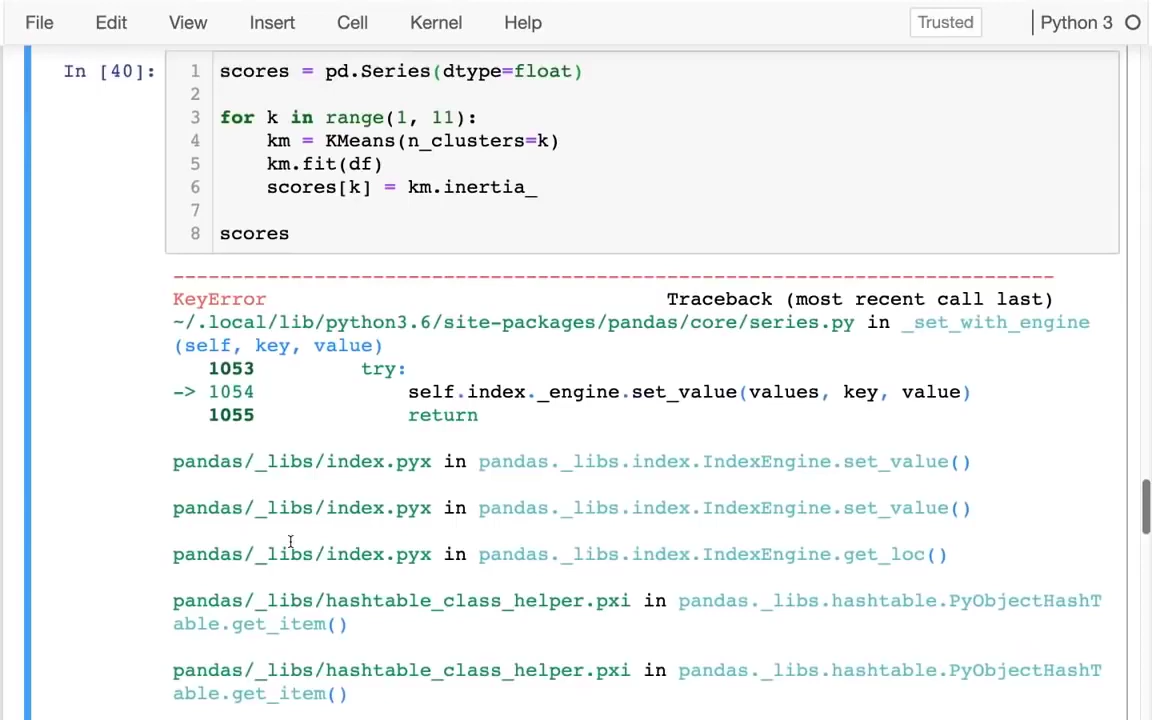 File Edit View Insert Cell Kernel Help Trusted Python 3
In [40]: 1 scores = pd.Series(dtype=float)
2
3 for k in range(1, 11):
4     km = KMeans(n_clusters=k)
5     km.fit(df)
6     scores[k] = km.inertia_
7
8 scores
---------------------------------------------------------------------------
KeyError                                  Traceback (most recent call last)
~/.local/lib/python3.6/site-packages/pandas/core/series.py in _set_with_engine
(self, key, value)
   1053         try:
-> 1054             self.index._engine.set_value(values, key, value)
   1055             return
pandas/_libs/index.pyx in pandas._libs.index.IndexEngine.set_value()
pandas/_libs/index.pyx in pandas._libs.index.IndexEngine.set_value()
pandas/_libs/index.pyx in pandas._libs.index.IndexEngine.get_loc()
pandas/_libs/hashtable_class_helper.pxi in pandas._libs.hashtable.PyObjectHashT
able.get_item()
pandas/_libs/hashtable_class_helper.pxi in pandas._libs.hashtable.PyObjectHashT
able.get_item()